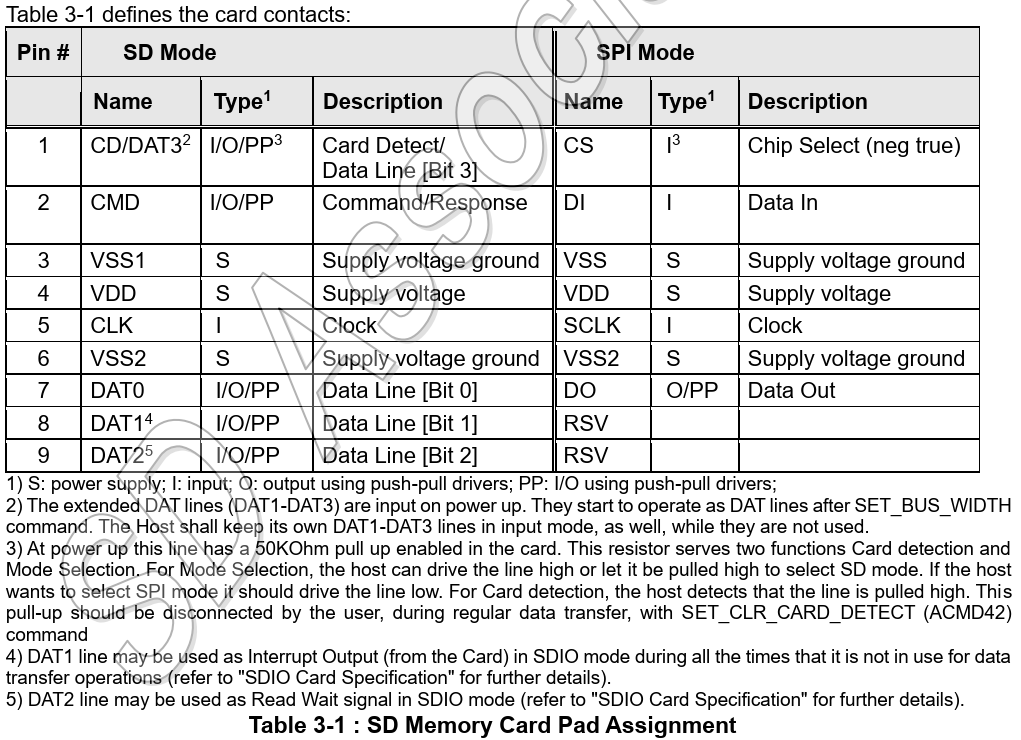 Table 3-1 defines the card contacts:
Pin # SD Mode SPI Mode
Name Type1 Description Name Type1 Description
1 CD/DAT32 I/O/PP3 Card Detect/ CS I3 Chip Select (neg true)
Data Line [Bit 3]
2 CMD I/O/PP Command/Response DI I Data In
3 VSS1 S Supply voltage ground VSS S Supply voltage ground
4 VDD S Supply voltage VDD S Supply voltage
5 CLK I Clock SCLK I Clock
6 VSS2 S Supply voltage ground VSS2 S Supply voltage ground
7 DAT0 I/O/PP Data Line [Bit 0] DO O/PP Data Out
8 DAT14 I/O/PP Data Line [Bit 1] RSV
9 DAT25 I/O/PP Data Line [Bit 2] RSV
1) S: power supply; I: input; O: output using push-pull drivers; PP: I/O using push-pull drivers;
2) The extended DAT lines (DAT1-DAT3) are input on power up. They start to operate as DAT lines after SET_BUS_WIDTH
command. The Host shall keep its own DAT1-DAT3 lines in input mode, as well, while they are not used.
3) At power up this line has a 50KOhm pull up enabled in the card. This resistor serves two functions Card detection and
Mode Selection. For Mode Selection, the host can drive the line high or let it be pulled high to select SD mode. If the host
wants to select SPI mode it should drive the line low. For Card detection, the host detects that the line is pulled high. This
pull-up should be disconnected by the user, during regular data transfer, with SET_CLR_CARD_DETECT (ACMD42)
command
4) DAT1 line may be used as Interrupt Output (from the Card) in SDIO mode during all the times that it is not in use for data
transfer operations (refer to "SDIO Card Specification" for further details).
5) DAT2 line may be used as Read Wait signal in SDIO mode (refer to "SDIO Card Specification" for further details).
Table 3-1 : SD Memory Card Pad Assignment
SD Associ